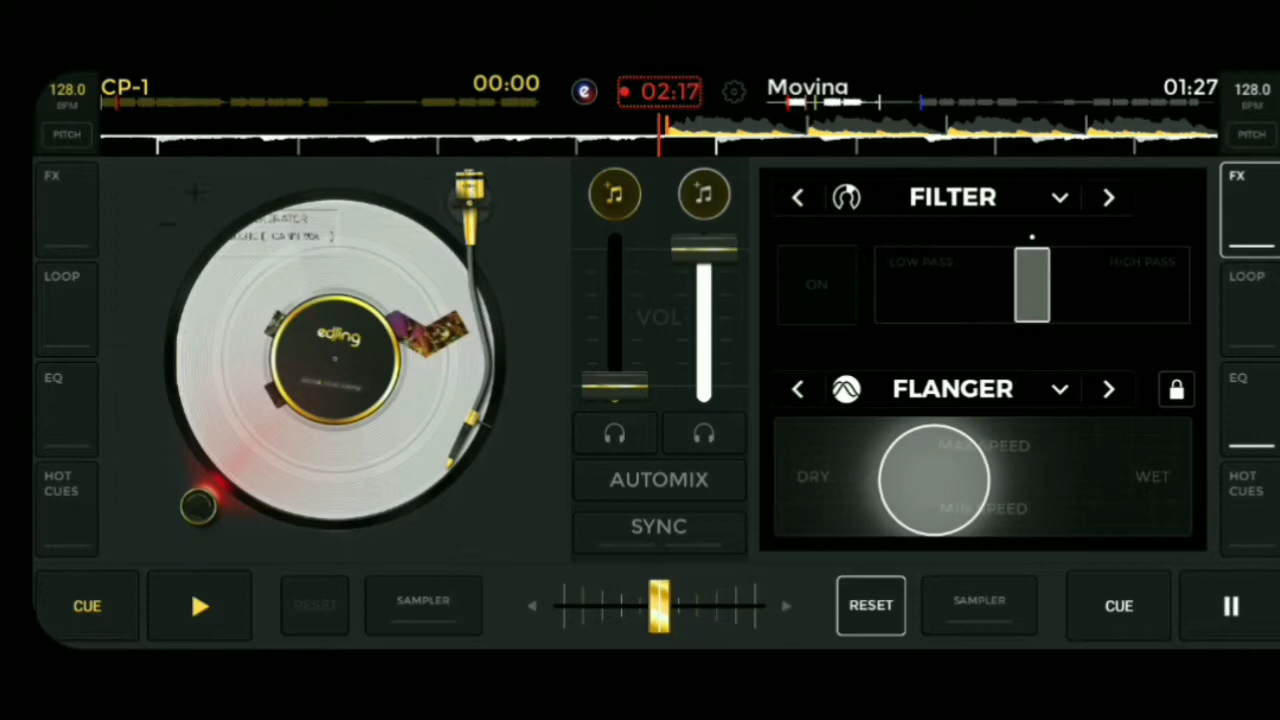 128.0
BPM
PITCH
CP-1
00:00
e
02:17
Moving
01:27
128.0
BPM
PITCH
FX
LOOP
EQ
HOT
CUES
edjing
VOL
AUTOMIX
SYNC
FILTER
ON
LOW PASS
HIGH PASS
FLANGER
DRY
MAX SPEED
MIN SPEED
WET
FX
LOOP
EQ
HOT
CUES
CUE
RESET
SAMPLER
RESET
SAMPLER
CUE